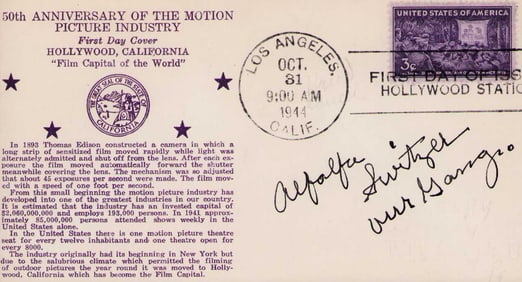 50th ANNIVERSARY OF THE MOTION
PICTURE INDUSTRY
First Day Cover
HOLLYWOOD, CALIFORNIA
"Film Capital of the World"
THE GREAT SEAL OF THE STATE OF CALIFORNIA
In 1893 Thomas Edison constructed a camera in which a
long strip of sensitized film moved rapidly while light was
alternately admitted and shut off from the lens. After each ex-
posure the film moved automatically forward the shutter
meanwhile covering the lens. The mechanism was so adjusted
that about 45 exposures per second were made. The film mov-
ed with a speed of one foot per second.
From this small beginning the motion picture industry has
developed into one of the greatest industries in our country.
It is estimated that the industry has an invested capital of
$2,060,000,000 and employs 193,000 persons. In 1941 approx-
imately 85,000,000 persons attended shows weekly in the
United States alone.
In the United States there is one motion picture theatre
seat for every twelve inhabitants and one theatre open for
every 8000.
The industry originally had its beginning in New York but
due to the salubrious climate which permitted the filming
of outdoor pictures the year round it was moved to Holly-
wood, California which has become the Film Capital.
LOS ANGELES,
OCT.
31
9:00 AM
1944
CALIF.
UNITED STATES OF AMERICA
3¢
FIRST DAY OF ISS
HOLLYWOOD STATIO
Alfalfa Switzer
our Gang